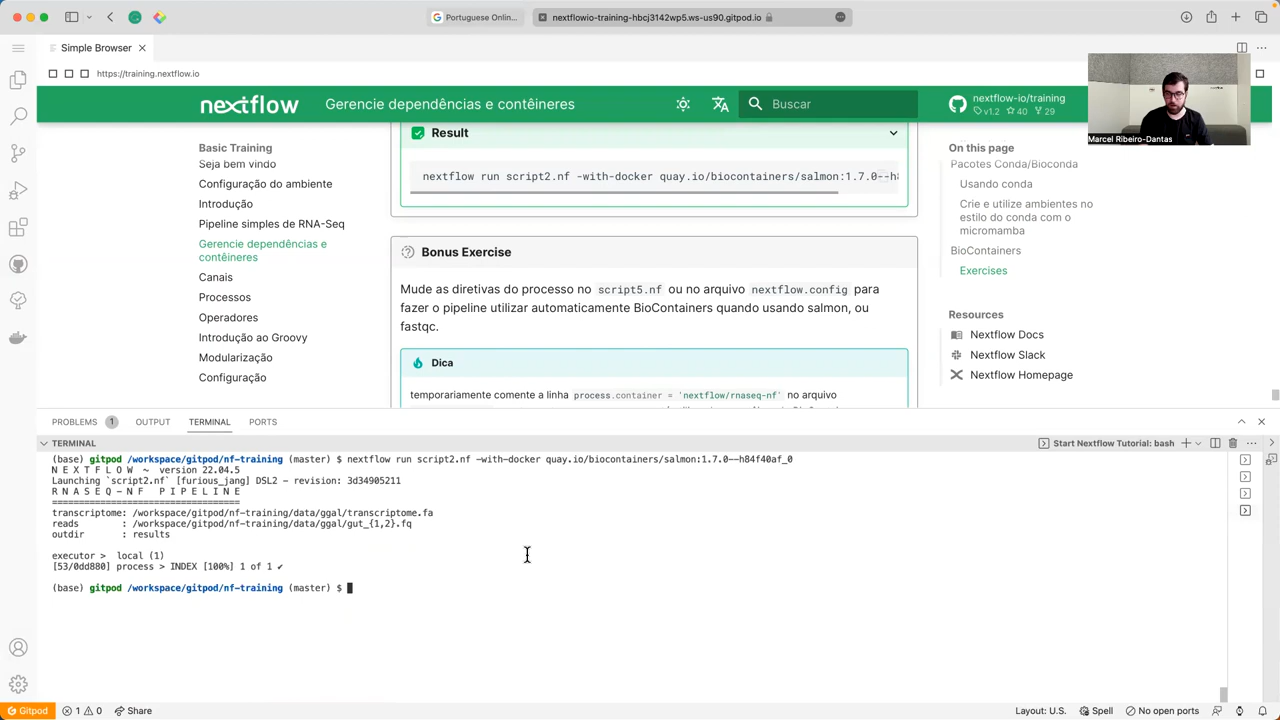 Portuguese Onlin...
nextflowio-training-hbcj3142wp5.ws-us90.gitpod.io
Simple Browser
https://training.nextflow.io
nextflow
Gerencie dependências e contêineres
Buscar
nextflow-io/training
v1.2 40 29
Marcel Ribeiro-Dantas
Basic Training
Seja bem vindo
Configuração do ambiente
Introdução
Pipeline simples de RNA-Seq
Gerencie dependências e
contêineres
Canais
Processos
Operadores
Introdução ao Groovy
Modularização
Configuração
Result
nextflow run script2.nf -with-docker quay.io/biocontainers/salmon:1.7.0--h8
Bonus Exercise
Mude as diretivas do processo no script5.nf ou no arquivo nextflow.config para
fazer o pipeline utilizar automaticamente BioContainers quando usando salmon, ou
fastqc.
Dica
temporariamente comente a linha process.container = 'nextflow/rnaseq-nf' no arquivo
On this page
Pacotes Conda/Bioconda
Usando conda
Crie e utilize ambientes no
estilo do conda com o
micromamba
BioContainers
Exercises
Resources
Nextflow Docs
Nextflow Slack
Nextflow Homepage
PROBLEMS 1 OUTPUT TERMINAL PORTS
TERMINAL
Start Nextflow Tutorial: bash
(base) gitpod /workspace/gitpod/nf-training (master) $ nextflow run script2.nf -with-docker quay.io/biocontainers/salmon:1.7.0--h84f40af_0
N E X T F L O W ~ version 22.04.5
Launching `script2.nf` [furious_jang] DSL2 - revision: 3d34905211
R N A S E Q - N F P I P E L I N E
===================================
transcriptome: /workspace/gitpod/nf-training/data/ggal/transcriptome.fa
reads : /workspace/gitpod/nf-training/data/ggal/gut_{1,2}.fq
outdir : results
executor > local (1)
[53/0dd880] process > INDEX [100%] 1 of 1 ✔
(base) gitpod /workspace/gitpod/nf-training (master) $
Gitpod
1 0
Share
Layout: U.S.
Spell
No open ports